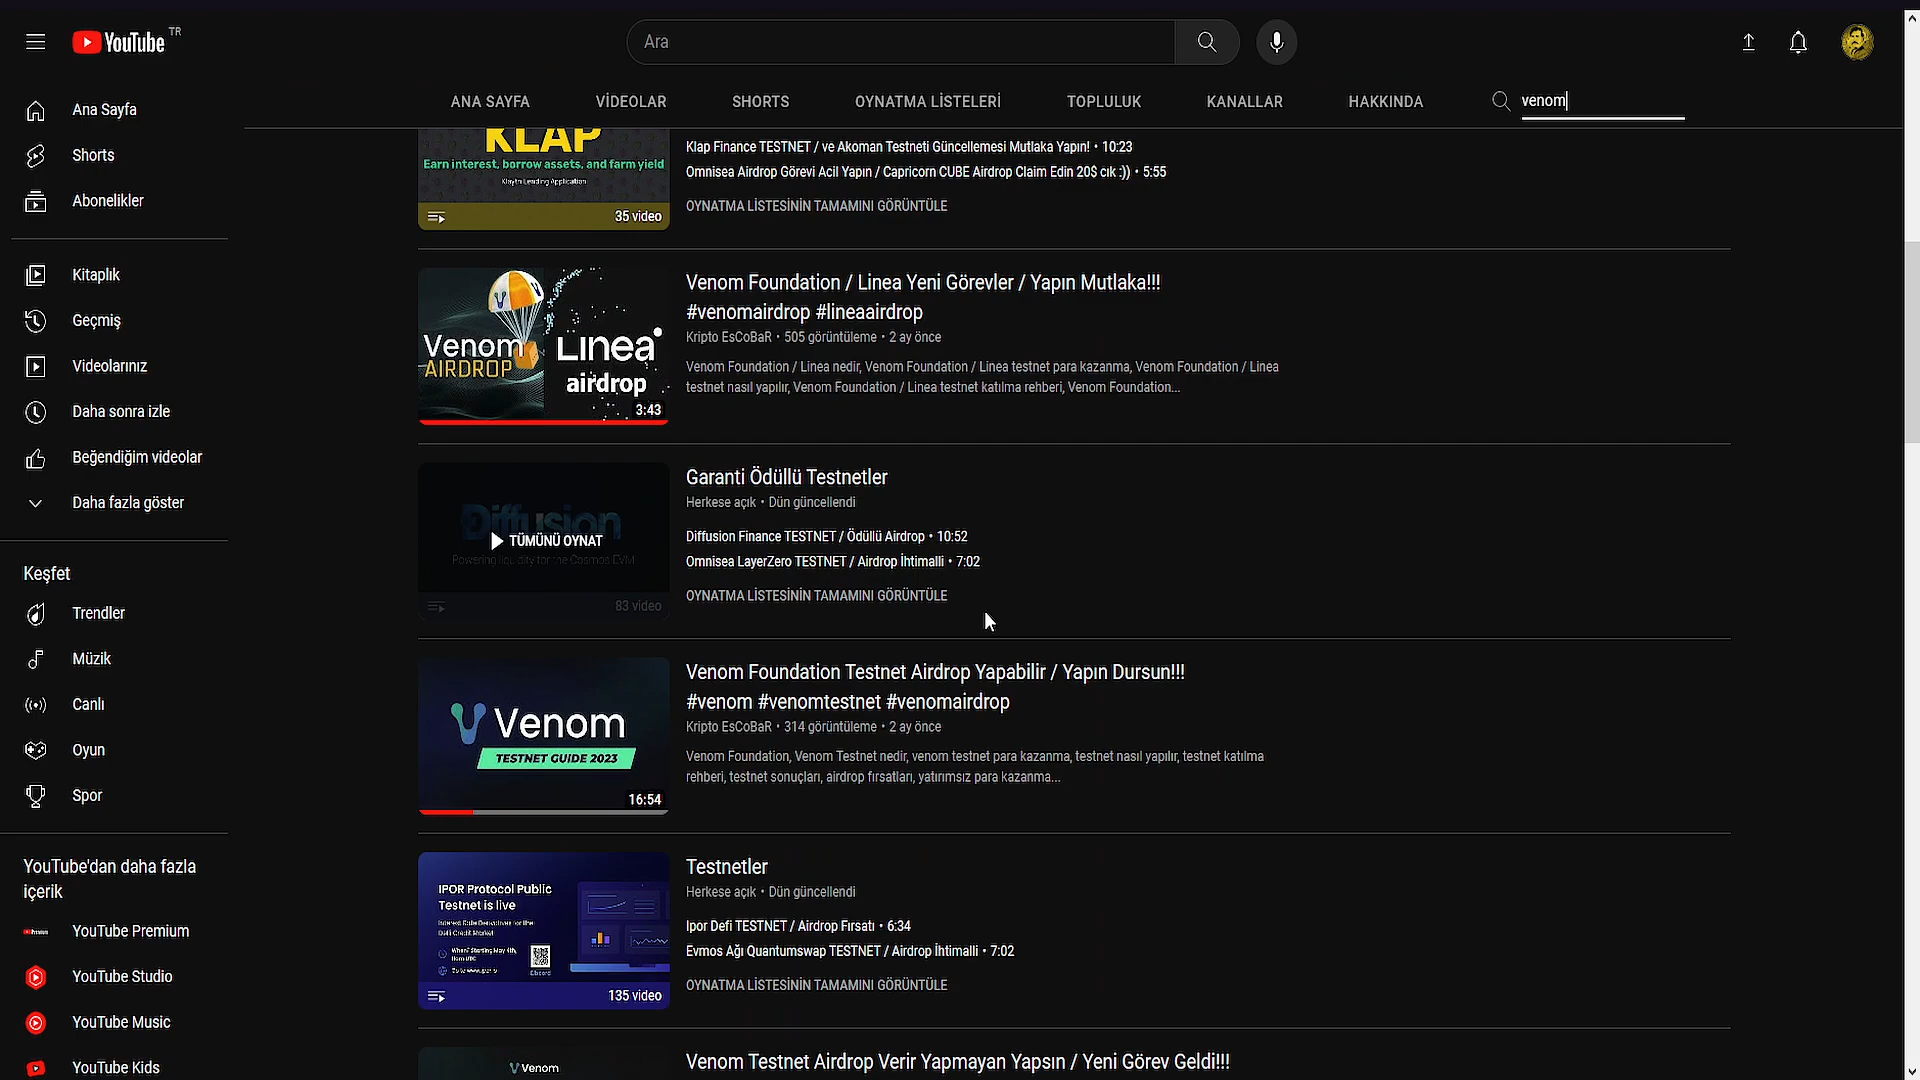 YouTube TR
Ara
ANA SAYFA
VİDEOLAR
SHORTS
OYNATMA LİSTELERİ
TOPLULUK
KANALLAR
HAKKINDA
venom
Ana Sayfa
Shorts
Abonelikler
Kitaplık
Geçmiş
Videolarınız
Daha sonra izle
Beğendiğim videolar
Daha fazla göster
Keşfet
Trendler
Müzik
Canlı
Oyun
Spor
YouTube'dan daha fazla
içerik
YouTube Premium
YouTube Studio
YouTube Music
YouTube Kids
KLAP
Earn interest, borrow assets, and farm yield
Klaytn Lending Application
35 video
Klap Finance TESTNET / ve Akoman Testneti Güncellemesi Mutlaka Yapın! • 10:23
Omnisea Airdrop Görevi Acil Yapın / Capricorn CUBE Airdrop Claim Edin 20$ cık :)) • 5:55
OYNATMA LİSTESİNİN TAMAMINI GÖRÜNTÜLE
Venom
AIRDROP
Linea
airdrop
3:43
Venom Foundation / Linea Yeni Görevler / Yapın Mutlaka!!!
#venomairdrop #lineaairdrop
Kripto EsCoBaR • 505 görüntüleme • 2 ay önce
Venom Foundation / Linea nedir, Venom Foundation / Linea testnet para kazanma, Venom Foundation / Linea
testnet nasıl yapılır, Venom Foundation / Linea testnet katılma rehberi, Venom Foundation...
Diffusion
TÜMÜNÜ OYNAT
Powering liquidity for the Cosmos EVM
83 video
Garanti Ödüllü Testnetler
Herkese açık • Dün güncellendi
Diffusion Finance TESTNET / Ödüllü Airdrop • 10:52
Omnisea LayerZero TESTNET / Airdrop İhtimalli • 7:02
OYNATMA LİSTESİNİN TAMAMINI GÖRÜNTÜLE
Venom
TESTNET GUIDE 2023
16:54
Venom Foundation Testnet Airdrop Yapabilir / Yapın Dursun!!!
#venom #venomtestnet #venomairdrop
Kripto EsCoBaR • 314 görüntüleme • 2 ay önce
Venom Foundation, Venom Testnet nedir, venom testnet para kazanma, testnet nasıl yapılır, testnet katılma
rehberi, testnet sonuçları, airdrop fırsatları, yatırımsız para kazanma...
IPOR Protocol Public
Testnet is live
135 video
Testnetler
Herkese açık • Dün güncellendi
Ipor Defi TESTNET / Airdrop Fırsatı • 6:34
Evmos Ağı Quantumswap TESTNET / Airdrop İhtimalli • 7:02
OYNATMA LİSTESİNİN TAMAMINI GÖRÜNTÜLE
Venom
Venom Testnet Airdrop Verir Yapmayan Yapsın / Yeni Görev Geldi!!!